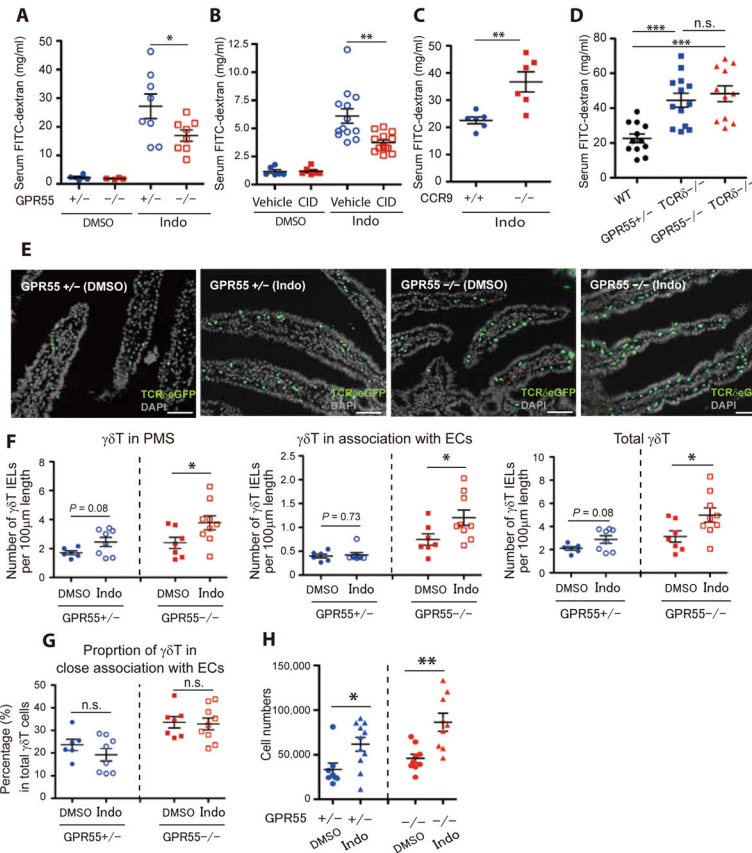 A
Serum FITC-dextran (mg/ml)
60
50
40
30
20
10
0
*
GPR55 +/− −/− +/− −/−
DMSO Indo
B
Serum FITC-dextran (mg/ml)
12.5
10.0
7.5
5.0
2.5
0
**
Vehicle CID Vehicle CID
DMSO Indo
C
Serum FITC-dextran (mg/ml)
50
40
30
20
10
0
**
CCR9 +/+ −/−
Indo
D
Serum FITC-dextran (mg/ml)
80
60
40
20
0
*** n.s.
***
WT
GPR55+/− TCRδ−/−
GPR55−/− TCRδ−/−
E
GPR55 +/− (DMSO) GPR55 +/− (Indo) GPR55 −/− (DMSO) GPR55 −/− (Indo)
TCRδeGFP TCRδeGFP TCRδeGFP TCRδeGFP
DAPI DAPI DAPI DAPI
F
γδT in PMS
Number of γδT IELs
per 100μm length
8
6
4
2
0
P = 0.08
*
DMSO Indo DMSO Indo
GPR55+/− GPR55−/−
γδT in association with ECs
Number of γδT IELs
per 100μm length
2.5
2.0
1.5
1.0
0.5
0
P = 0.73
*
DMSO Indo DMSO Indo
GPR55+/− GPR55−/−
Total γδT
Number of γδT IELs
per 100μm length
10
8
6
4
2
0
P = 0.08
*
DMSO Indo DMSO Indo
GPR55+/− GPR55−/−
G
Proprtion of γδT in
close association with ECs
Percentage (%)
in total γδT cells
50
40
30
20
10
0
n.s. n.s.
DMSO Indo DMSO Indo
GPR55+/− GPR55−/−
H
Cell numbers
150,000
100,000
50,000
0
* **
GPR55 +/− +/− −/− −/−
DMSO Indo DMSO Indo